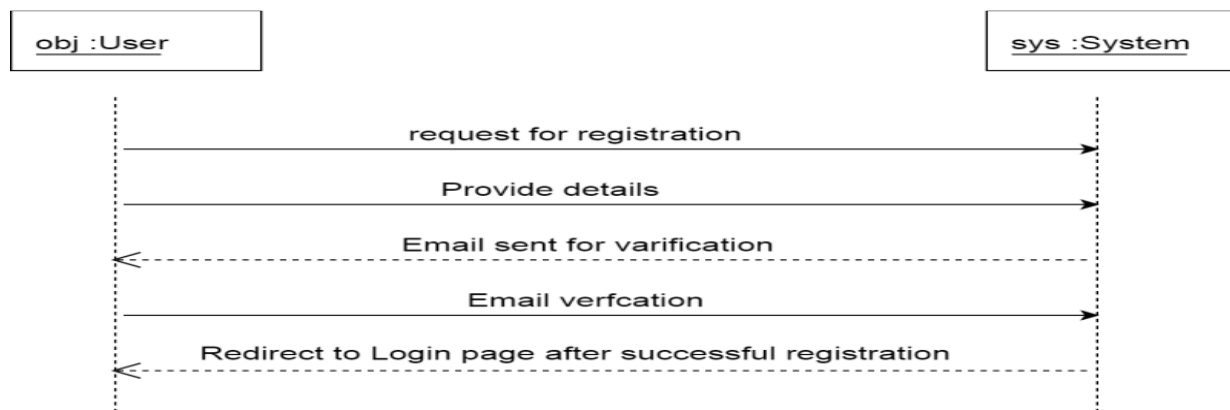 obj :User
sys :System
request for registration
Provide details
Email sent for varification
Email verfcation
Redirect to Login page after successful registration